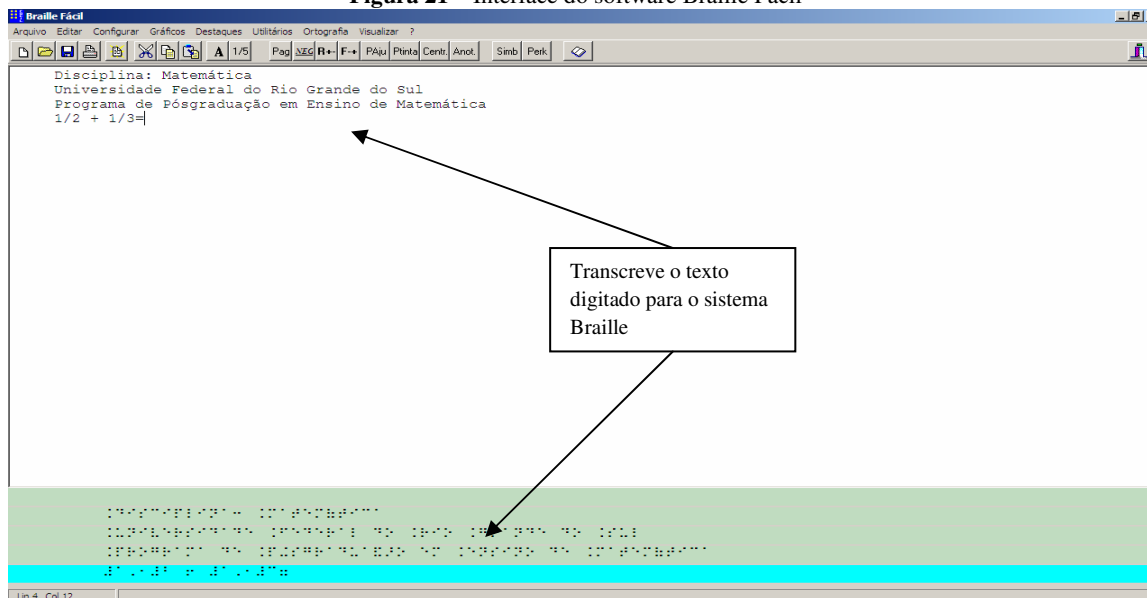 Figura 21 – Interface do software Braille Fácil
Braille Fácil
Arquivo Editar Configurar Gráficos Destaques Utilitários Ortografia Visualizar ?
A 1/5 Pag NEG R+- F-+ PAju Ptinta Centr. Anot. Simb Perk
Disciplina: Matemática
Universidade Federal do Rio Grande do Sul
Programa de Pósgraduação em Ensino de Matemática
1/2 + 1/3=
Transcreve o texto
digitado para o sistema
Braille
⠨⠙⠊⠎⠉⠊⠏⠇⠊⠝⠁⠒ ⠨⠍⠁⠞⠑⠍⠷⠞⠊⠉⠁
⠨⠥⠝⠊⠧⠑⠗⠎⠊⠙⠁⠙⠑ ⠨⠋⠑⠙⠑⠗⠁⠇ ⠙⠕ ⠨⠗⠊⠕ ⠨⠛⠗⠁⠝⠙⠑ ⠙⠕ ⠨⠎⠥⠇
⠨⠏⠗⠕⠛⠗⠁⠍⠁ ⠙⠑ ⠨⠏⠬⠎⠛⠗⠁⠙⠥⠁⠯⠜⠕ ⠑⠍ ⠨⠑⠝⠎⠊⠝⠕ ⠙⠑ ⠨⠍⠁⠞⠑⠍⠷⠞⠊⠉⠁
⠼⠁⠠⠂⠼⠃ ⠖ ⠼⠁⠠⠂⠼⠉⠶
Lin 4 Col 12